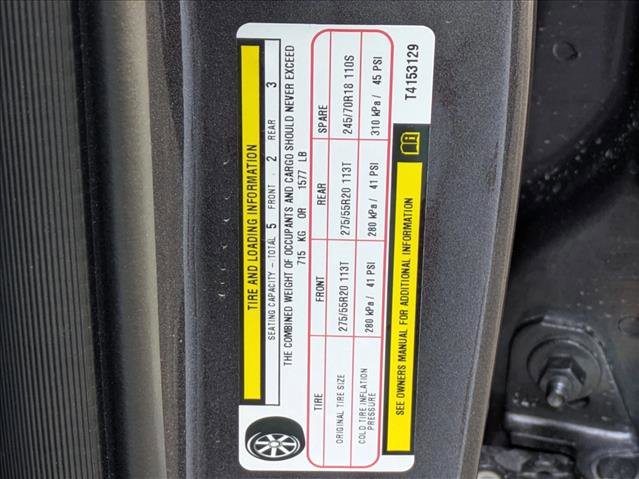 TIRE AND LOADING INFORMATION
SEATING CAPACITY - TOTAL 5 FRONT 2 REAR 3
THE COMBINED WEIGHT OF OCCUPANTS AND CARGO SHOULD NEVER EXCEED
715 KG OR 1577 LB
TIRE FRONT REAR SPARE
ORIGINAL TIRE SIZE 275/55R20 113T 275/55R20 113T 245/70R18 110S
COLD TIRE INFLATION
PRESSURE 280 kPa/ 41 PSI 280 kPa/ 41 PSI 310 kPa/ 45 PSI
SEE OWNERS MANUAL FOR ADDITIONAL INFORMATION
T4153129